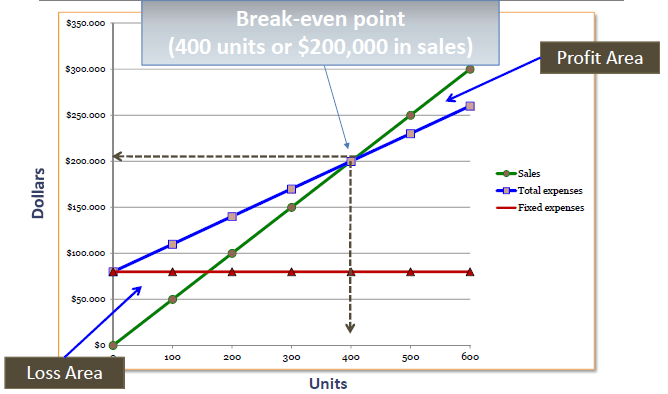 Break-even point
(400 units or $200,000 in sales)
Profit Area
$350.000
$300.000
$250.000
$200.000
$150.000
$100.000
$50.000
$0
Dollars
Sales
Total expenses
Fixed expenses
0 100 200 300 400 500 600
Units
Loss Area